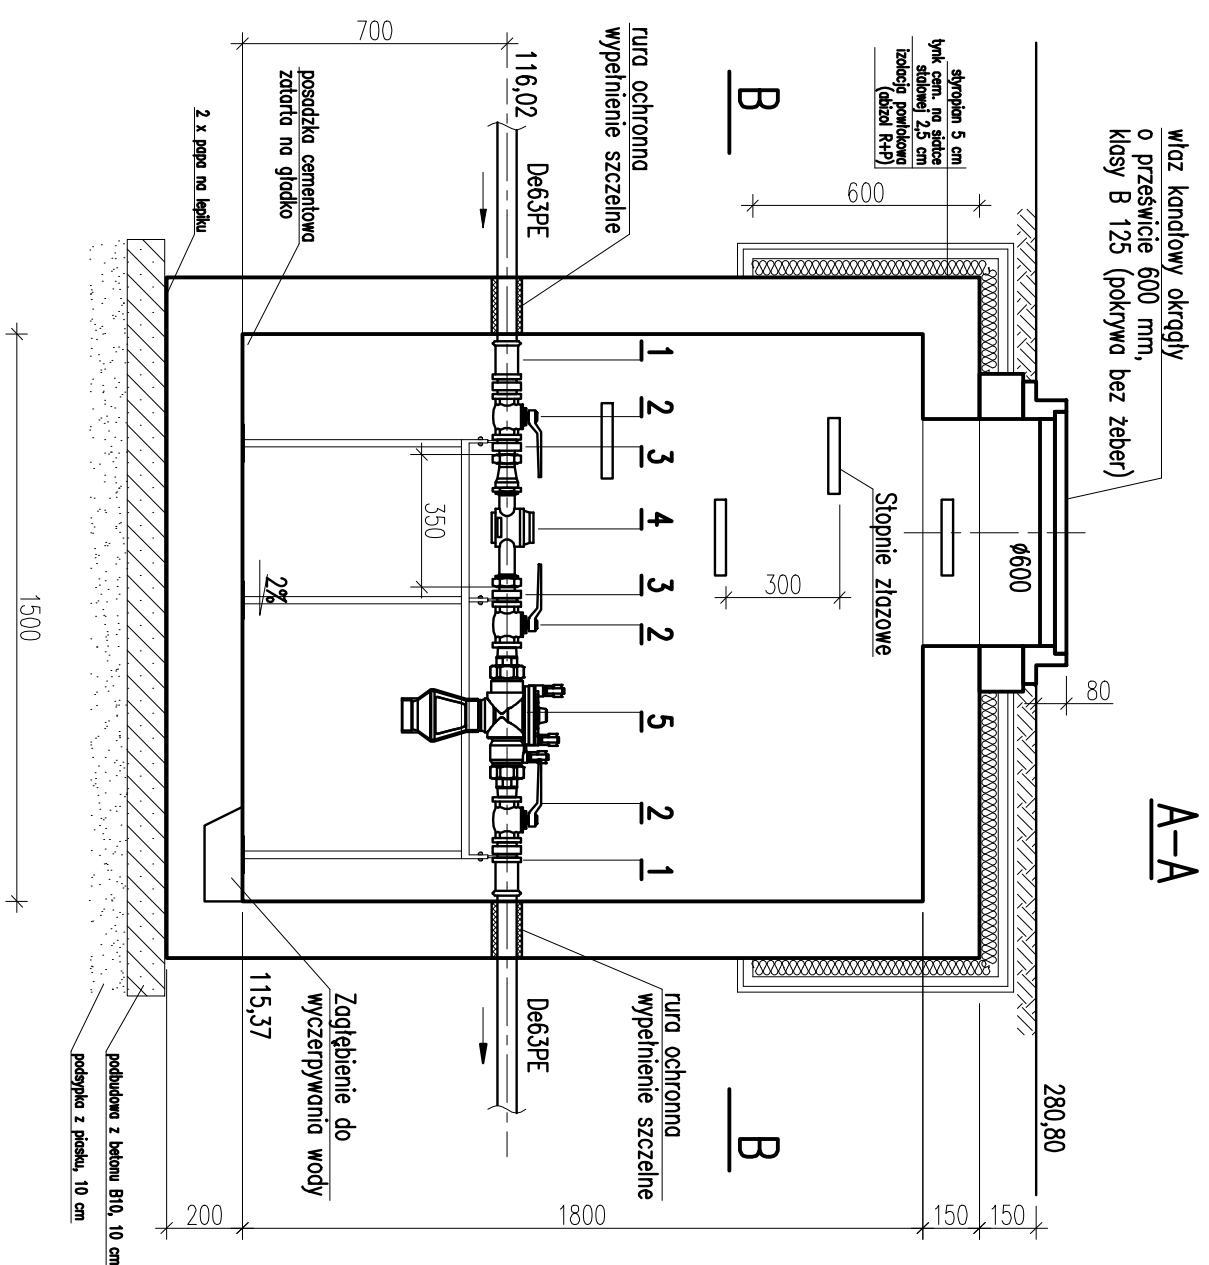 A-A
właz kanałowy okrągły
o prześwicie 600 mm,
klasy B 125 (pokrywa bez żeber)
80
280,80
Ø600
styropian 5 cm
tynk cem. na siatce
stalowej 2,5 cm
izolacja powłokowa
(abizol R+P)
600
Stopnie złazowe
300
B
B
rura ochronna
wypełnienie szczelne
1
2
3
4
3
2
5
2
1
rura ochronna
wypełnienie szczelne
116,02
De63PE
De63PE
700
350
2%
posadzka cementowa
zatarta na gładko
2 x papa na lepiku
Zagłębienie do
wyczerpywania wody
115,37
podbudowa z betonu B10, 10 cm
podsypka z piasku, 10 cm
1500
200
1800
150
150